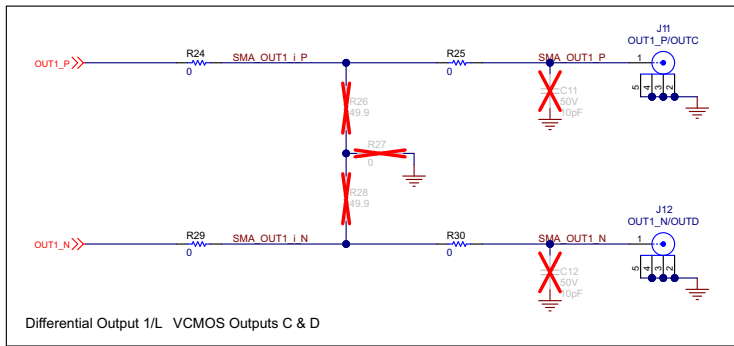 J11
OUT1_P/OUTC
R24
SMA_OUT1_i_P
R25
SMA_OUT1_P
1
OUT1_P
0
0
5
4
3
2
C11
50V
10pF
R26
49.9
R27
0
R28
49.9
J12
OUT1_N/OUTD
R29
SMA_OUT1_i_N
R30
SMA_OUT1_N
1
OUT1_N
0
0
5
4
3
2
C12
50V
10pF
Differential Output 1/L VCMOS Outputs C & D